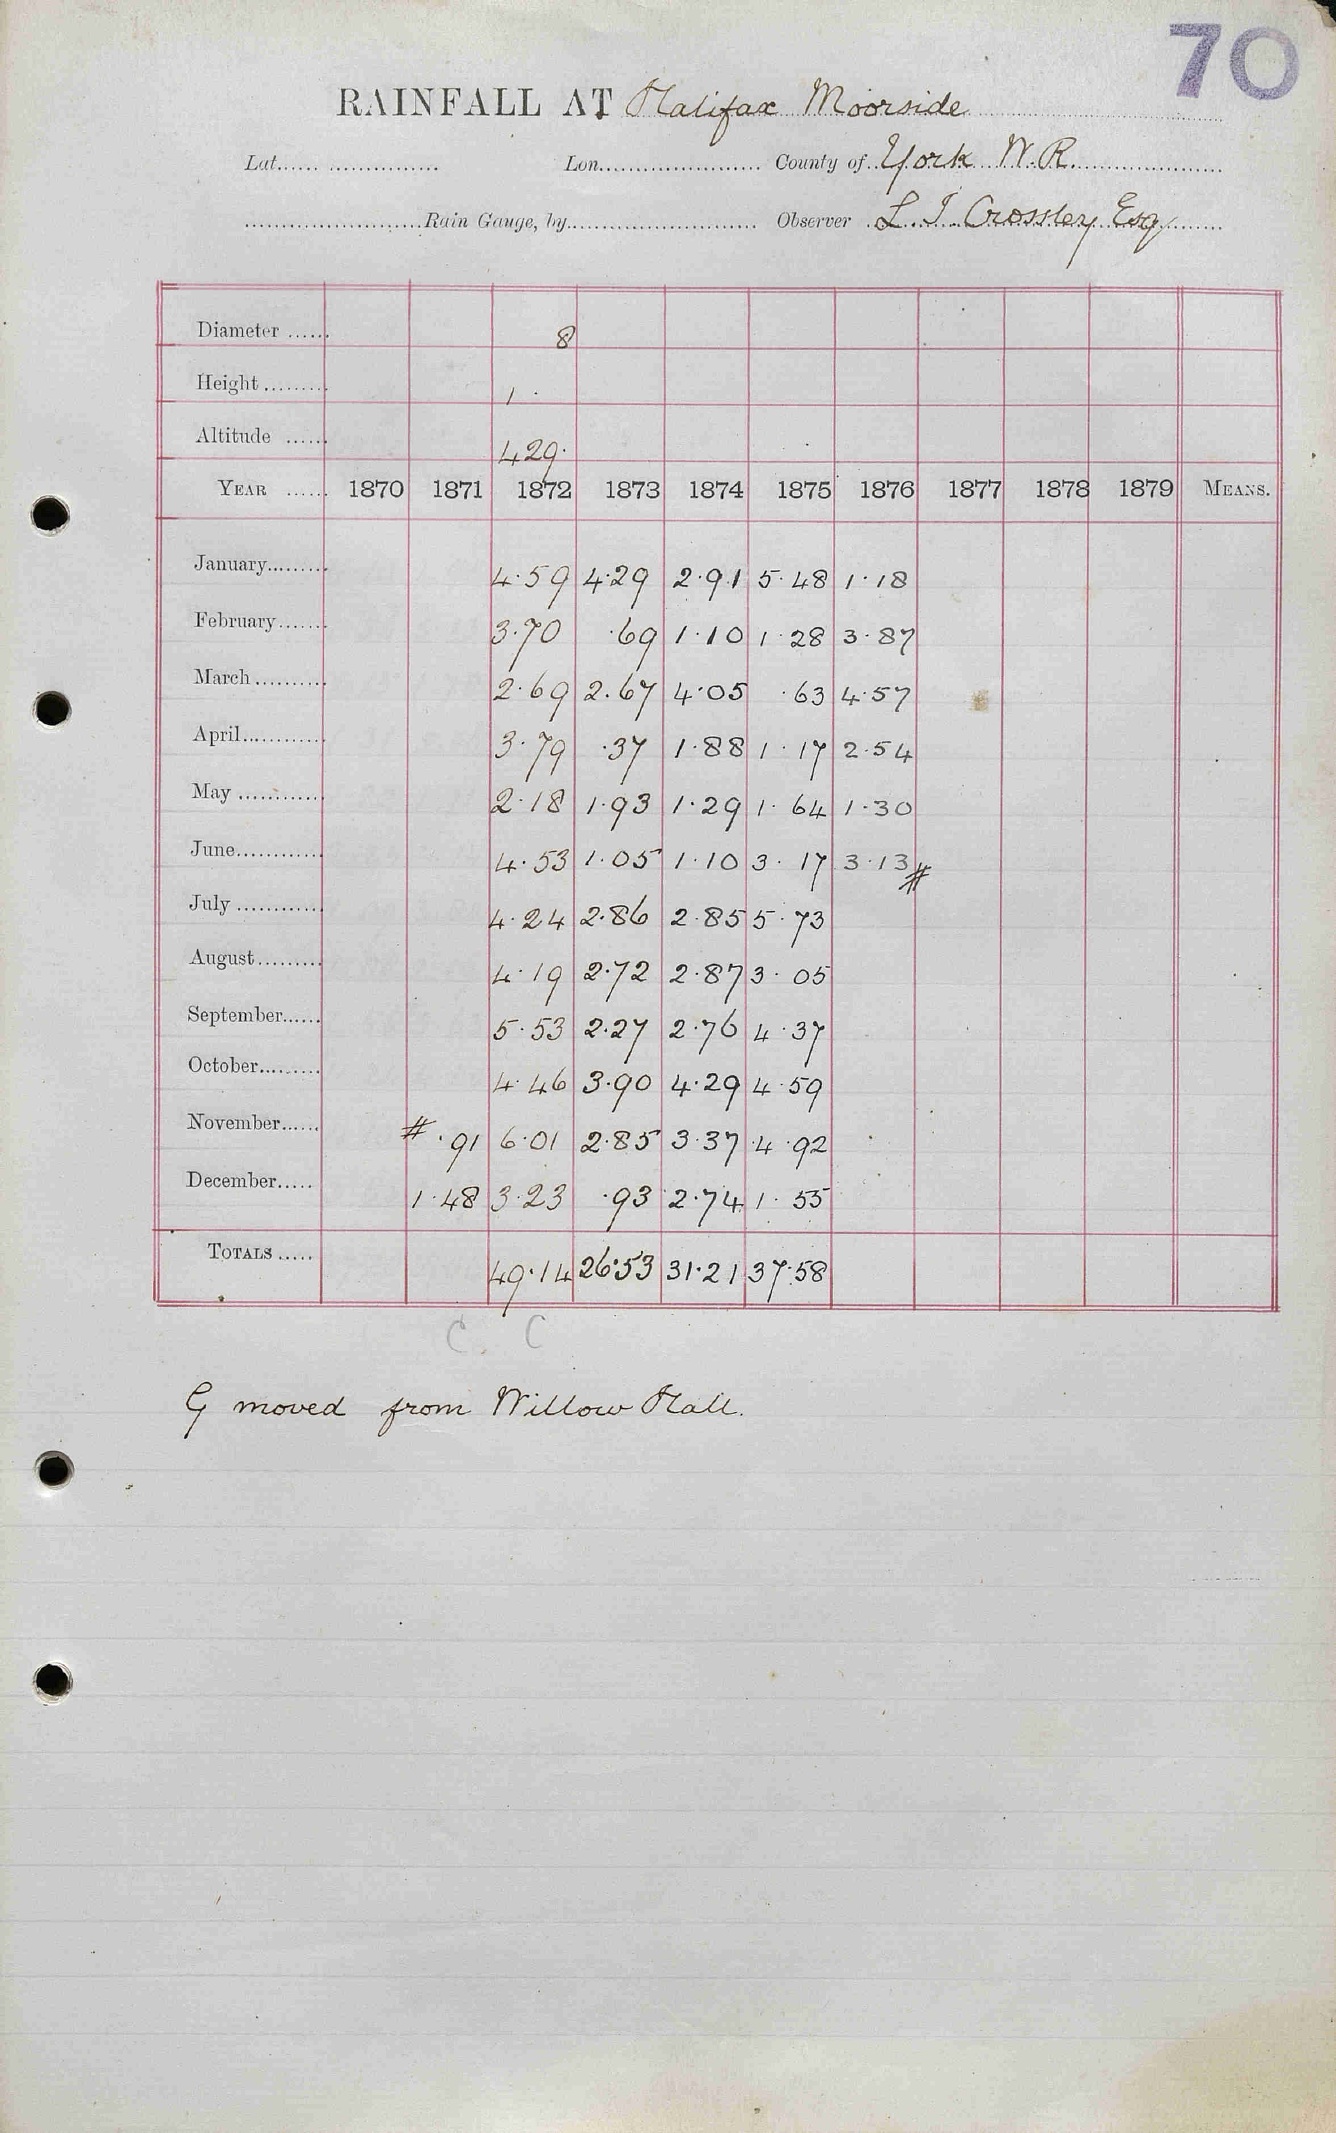 70
RAINFALL AT Halifax Moorside
Lat. Lon. County of York W.R.
Rain Gauge, by Observer L. J. Crossley Esq
Diameter 8
Height 1 ·
Altitude 429·
YEAR 1870 1871 1872 1873 1874 1875 1876 1877 1878 1879 MEANS.
January 4·59 4·29 2·91 5·48 1·18
February 3·70 ·69 1·10 1·28 3·87
March 2·69 2.67 4·05 ·63 4·57
April 3·79 ·37 1·88 1·17 2·54
May 2·18 1·93 1·29 1·64 1·30
June 4·53 1·05 1·10 3·17 3·13#
July 4·24 2·86 2·85 5·73
August 4·19 2·72 2·87 3·05
September 5·53 2·27 2·76 4·37
October 4·46 3·90 4·29 4·59
November # ·91 6·01 2·85 3·37 4·92
December 1·48 3·23 ·93 2·74 1·55
TOTALS 49·14 26·53 31·21 37·58
C. C
G moved from Willow Hall.